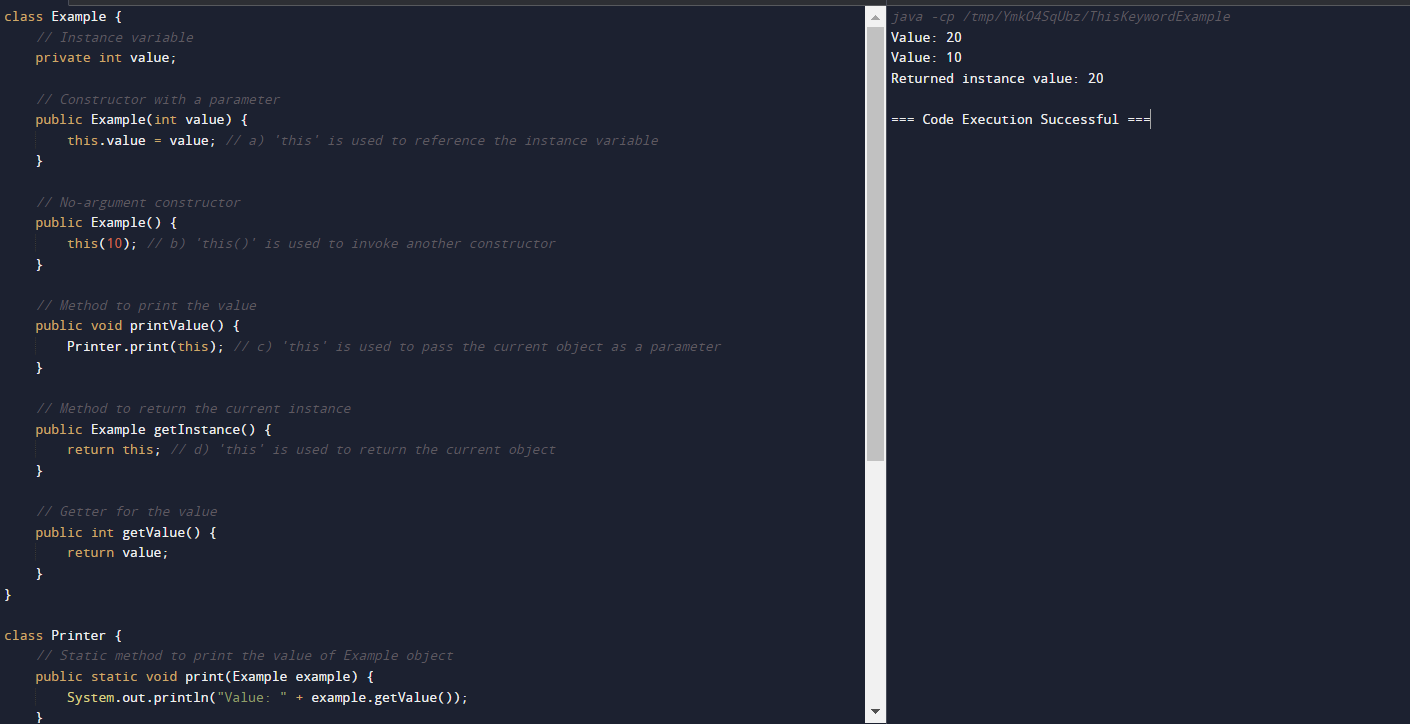 class Example {
    // Instance variable
    private int value;

    // Constructor with a parameter
    public Example(int value) {
        this.value = value; // a) 'this' is used to reference the instance variable
    }

    // No-argument constructor
    public Example() {
        this(10); // b) 'this()' is used to invoke another constructor
    }

    // Method to print the value
    public void printValue() {
        Printer.print(this); // c) 'this' is used to pass the current object as a parameter
    }

    // Method to return the current instance
    public Example getInstance() {
        return this; // d) 'this' is used to return the current object
    }

    // Getter for the value
    public int getValue() {
        return value;
    }
}

class Printer {
    // Static method to print the value of Example object
    public static void print(Example example) {
        System.out.println("Value: " + example.getValue());
    }
java -cp /tmp/YmkO4SqUbz/ThisKeywordExample
Value: 20
Value: 10
Returned instance value: 20

=== Code Execution Successful ===